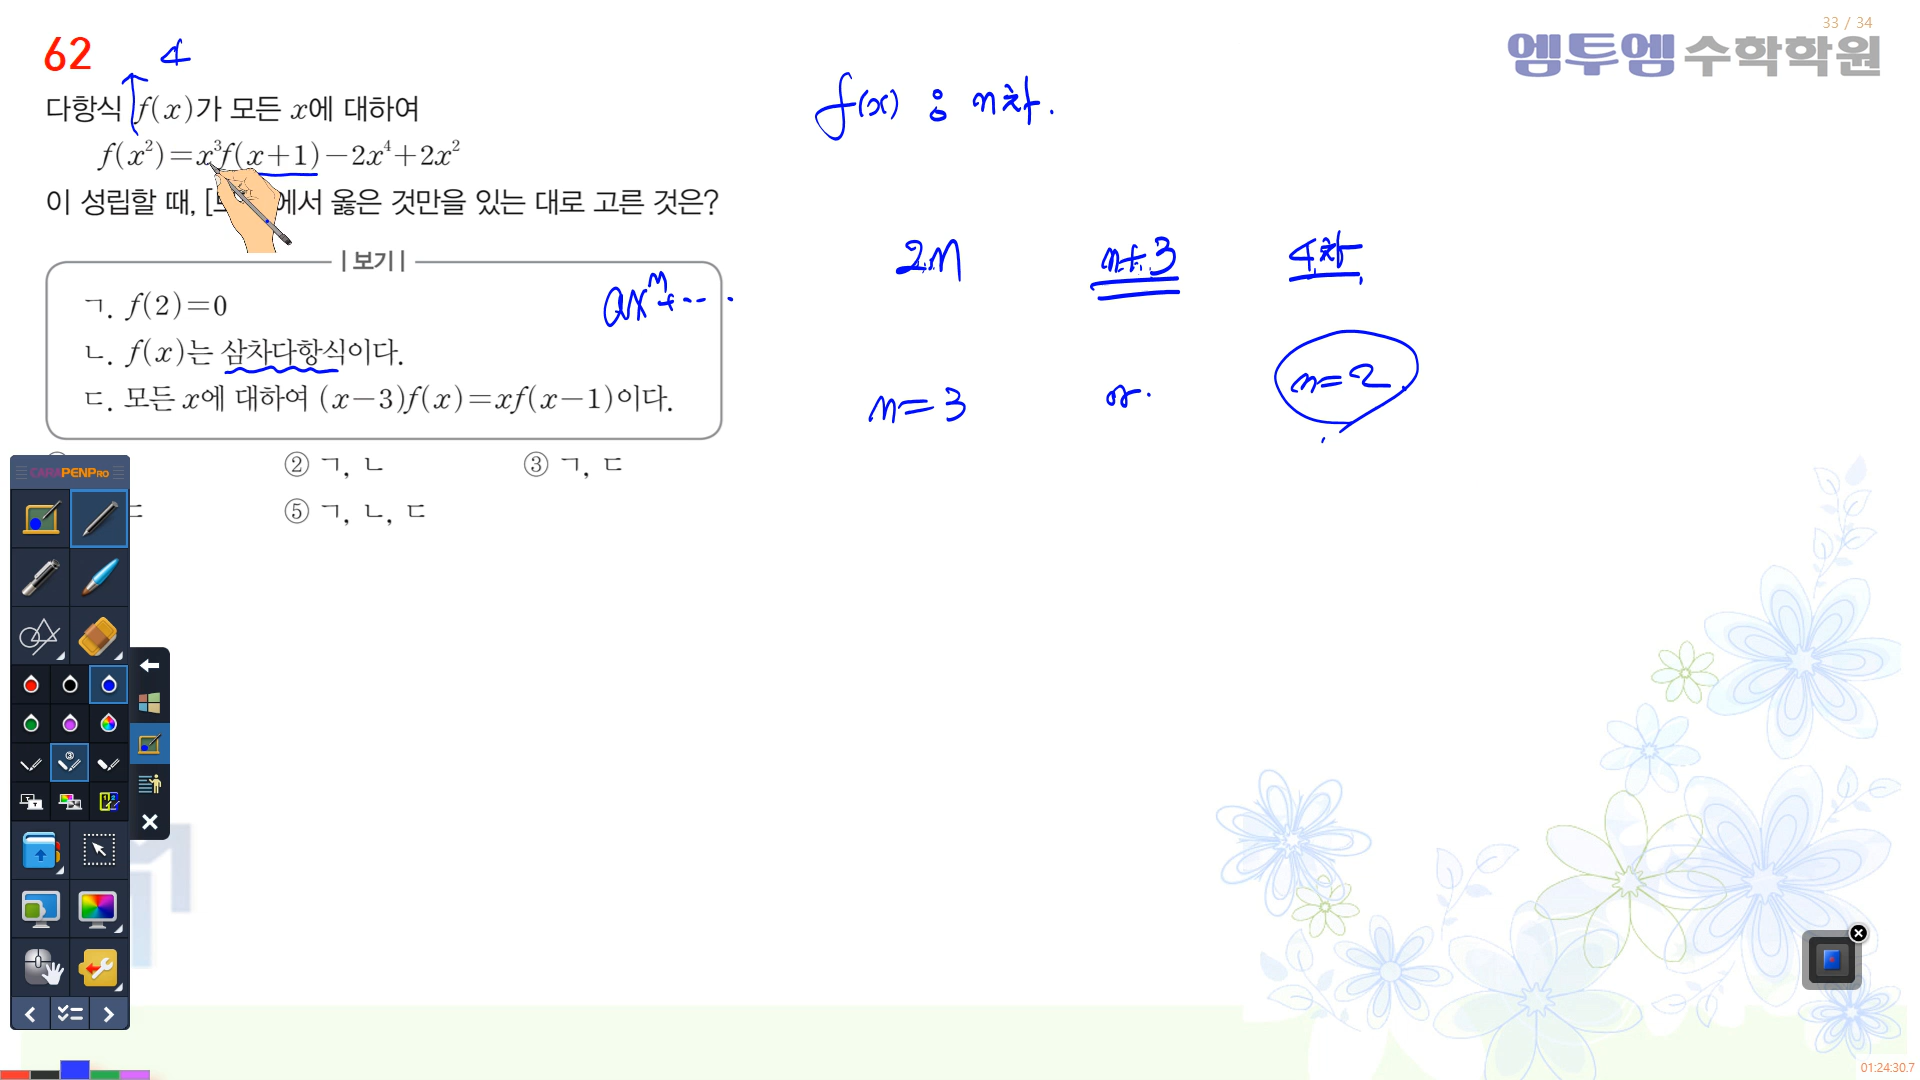 33 / 34
엠투엠 수학학원
62
4
다항식 f(x)가 모든 x에 대하여
f(x²)=x³f(x+1)-2x⁴+2x²
이 성립할 때, [보 에서 옳은 것만을 있는 대로 고른 것은?
| 보기 |
ㄱ. f(2)=0
ㄴ. f(x)는 삼차다항식이다.
ㄷ. 모든 x에 대하여 (x-3)f(x)=xf(x-1)이다.
② ㄱ, ㄴ
③ ㄱ, ㄷ
ㄷ
⑤ ㄱ, ㄴ, ㄷ
axⁿ+---.
f(x) 은 n차.
2n
n+3
4차
n=3
or.
n=2
CARAPENPRO
01:24:30.7